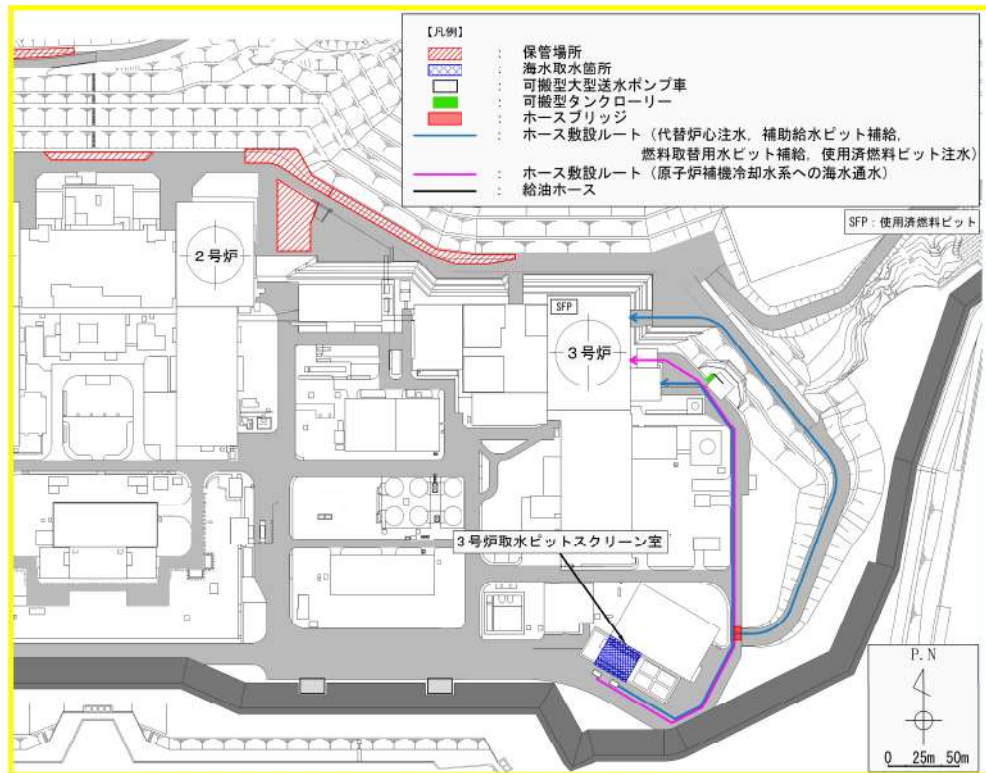 【凡例】
： 保管場所
： 海水取水箇所
： 可搬型大型送水ポンプ車
： 可搬型タンクローリー
： ホースブリッジ
： ホース敷設ルート（代替炉心注水，補助給水ピット補給，
燃料取替用水ピット補給，使用済燃料ピット注水）
： ホース敷設ルート（原子炉補機冷却水系への海水通水）
： 給油ホース
SFP：使用済燃料ピット
２号炉
SFP
３号炉
３号炉取水ピットスクリーン室
P.N
0 25m 50m